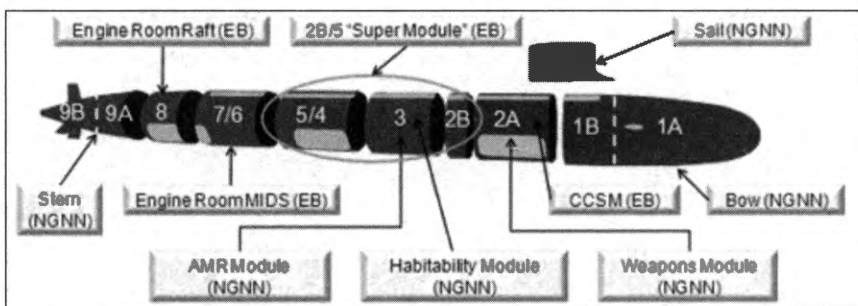 Engine Room Raft (EB)
2B/5 "Super Module" (EB)
Sail (NGNN)
9B
9A
8
7/6
5/4
3
2B
2A
1B
1A
Stern
(NGNN)
Engine Room MIDS (EB)
CCSM (EB)
Bow (NGNN)
AMR Module
(NGNN)
Habitability Module
(NGNN)
Weapons Module
(NGNN)